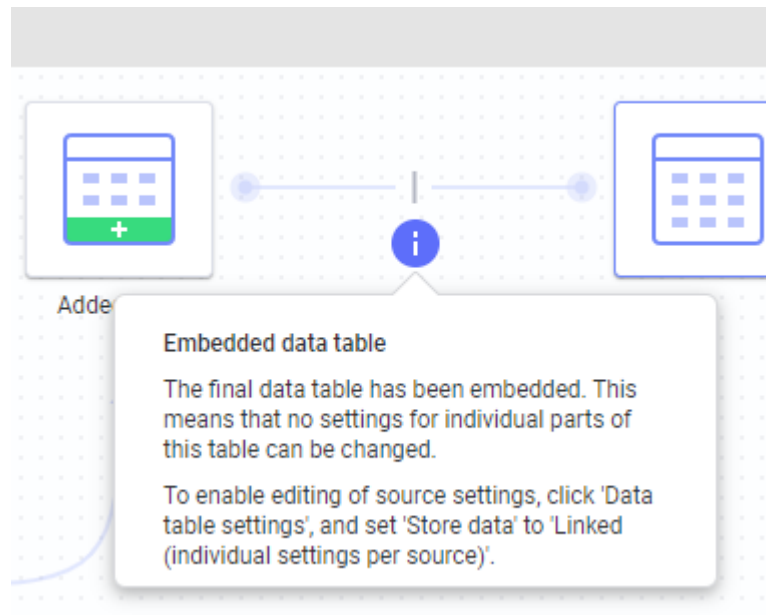 Embedded data table
The final data table has been embedded. This
means that no settings for individual parts of
this table can be changed.
To enable editing of source settings, click 'Data
table settings', and set 'Store data' to 'Linked
(individual settings per source)'.